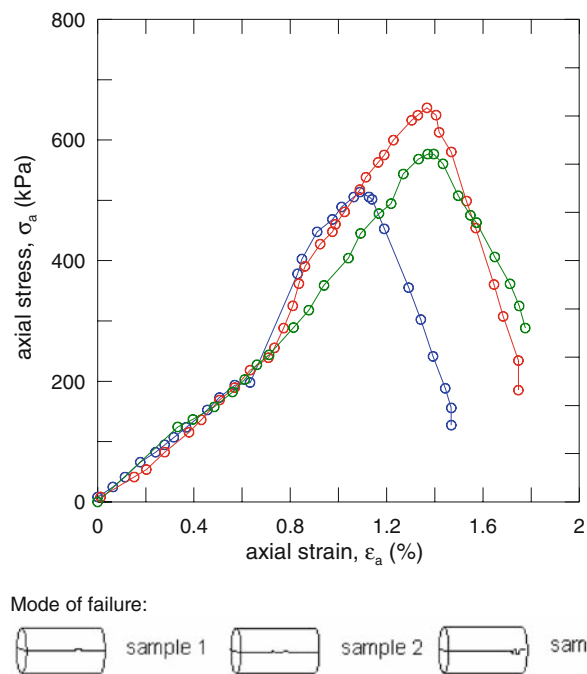 800
600
400
200
0
axial stress, σa (kPa)
0 0.4 0.8 1.2 1.6 2
axial strain, εa (%)
Mode of failure:
sample 1 sample 2 sam